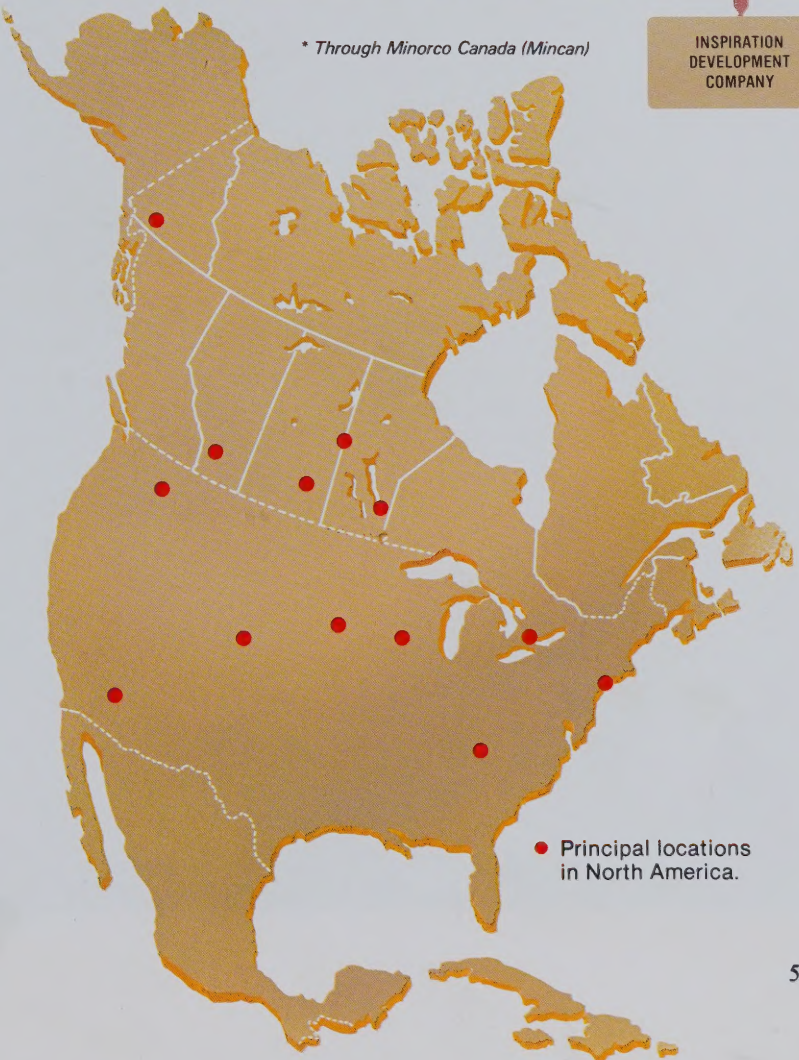 * Through Minorco Canada (Mincan)
INSPIRATION
DEVELOPMENT
COMPANY
Principal locations
in North America.
5